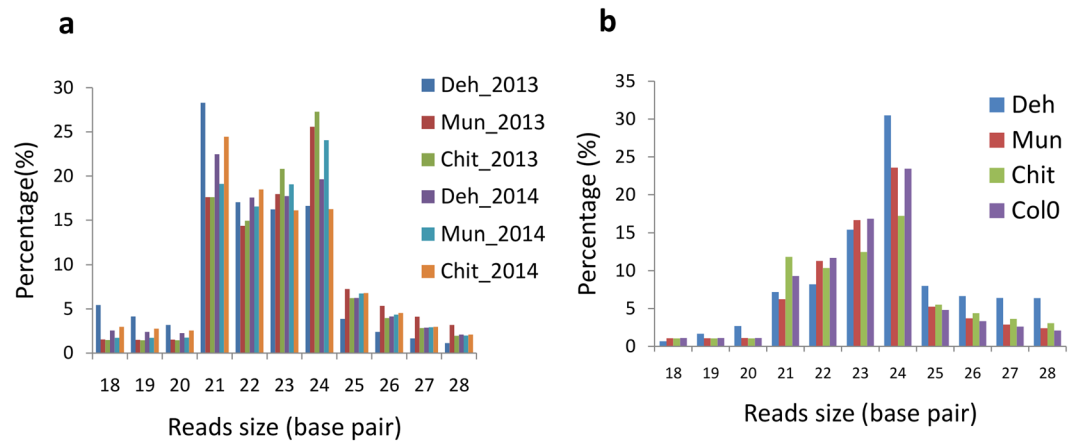 a
Percentage(%)
30
25
20
15
10
5
0
18 19 20 21 22 23 24 25 26 27 28
Reads size (base pair)
Deh_2013
Mun_2013
Chit_2013
Deh_2014
Mun_2014
Chit_2014
b
Percentage (%)
35
30
25
20
15
10
5
0
18 19 20 21 22 23 24 25 26 27 28
Reads size (base pair)
Deh
Mun
Chit
Col0